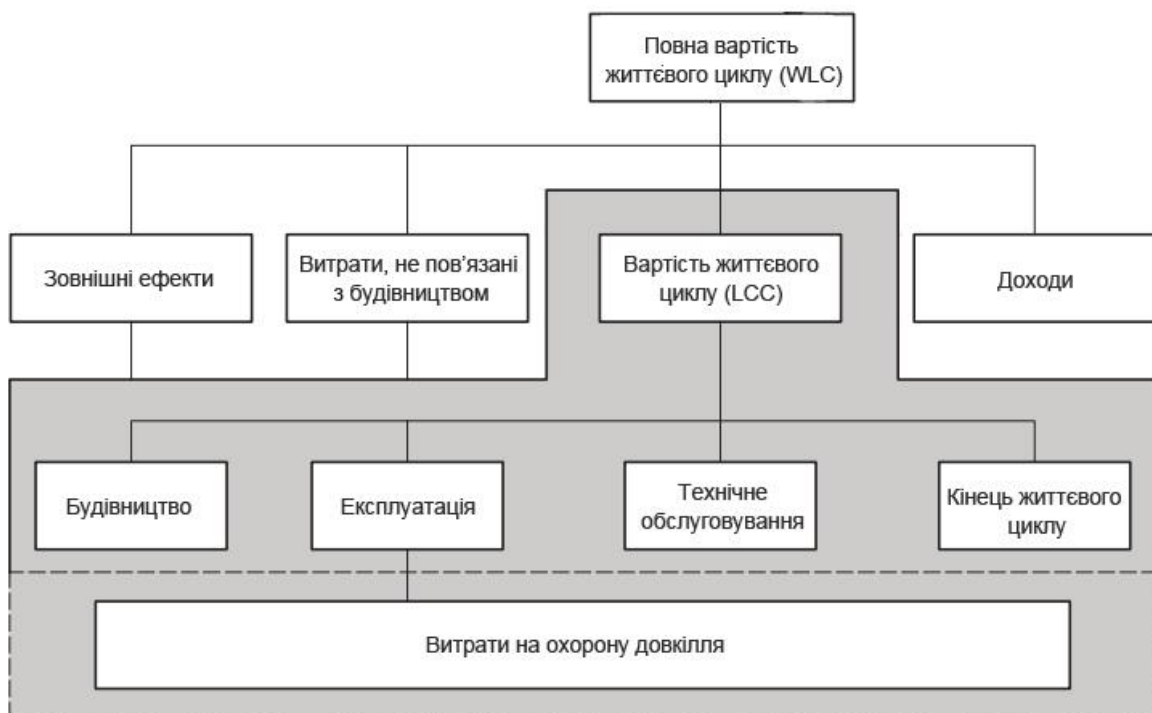 Повна вартість
життєвого циклу (WLC)
Зовнішні ефекти
Витрати, не пов’язані
з будівництвом
Вартість життєвого
циклу (LCC)
Доходи
Будівництво
Експлуатація
Технічне
обслуговування
Кінець життєвого
циклу
Витрати на охорону довкілля